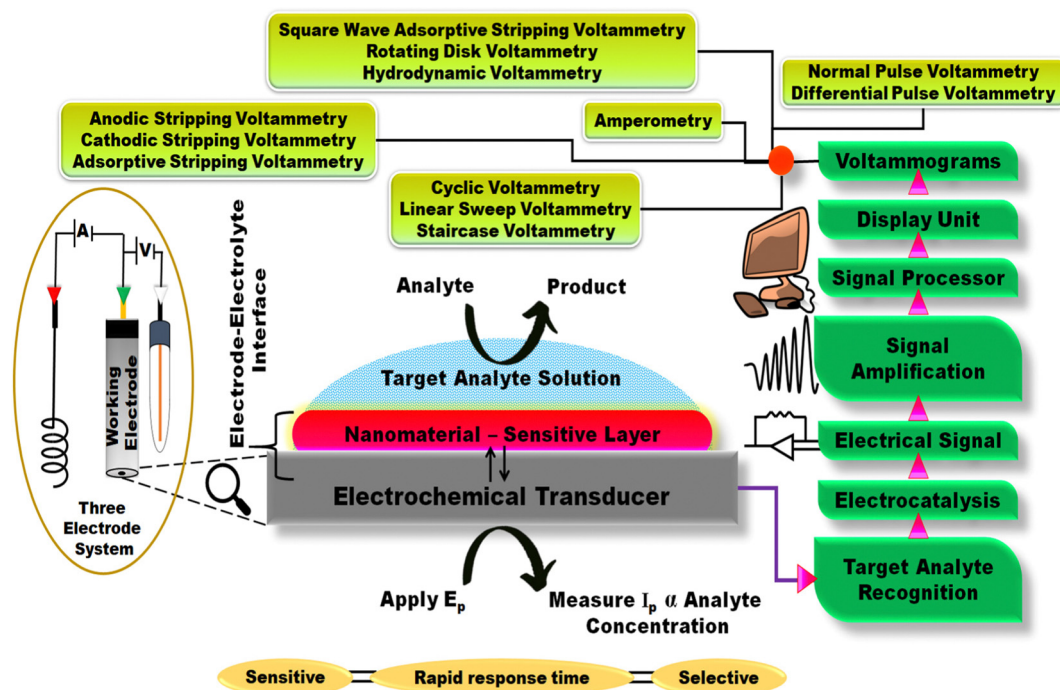 Square Wave Adsorptive Stripping Voltammetry
Rotating Disk Voltammetry
Hydrodynamic Voltammetry
Normal Pulse Voltammetry
Differential Pulse Voltammetry
Anodic Stripping Voltammetry
Cathodic Stripping Voltammetry
Adsorptive Stripping Voltammetry
Amperometry
Cyclic Voltammetry
Linear Sweep Voltammetry
Staircase Voltammetry
Voltammograms
Display Unit
Signal Processor
Signal
Amplification
Electrical Signal
Electrocatalysis
Target Analyte
Recognition
A
V
Working
Electrode
Three
Electrode
System
Electrode-Electrolyte
Interface
Analyte
Product
Target Analyte Solution
Nanomaterial – Sensitive Layer
Electrochemical Transducer
Apply Ep
Measure Ip α Analyte
Concentration
Sensitive
Rapid response time
Selective